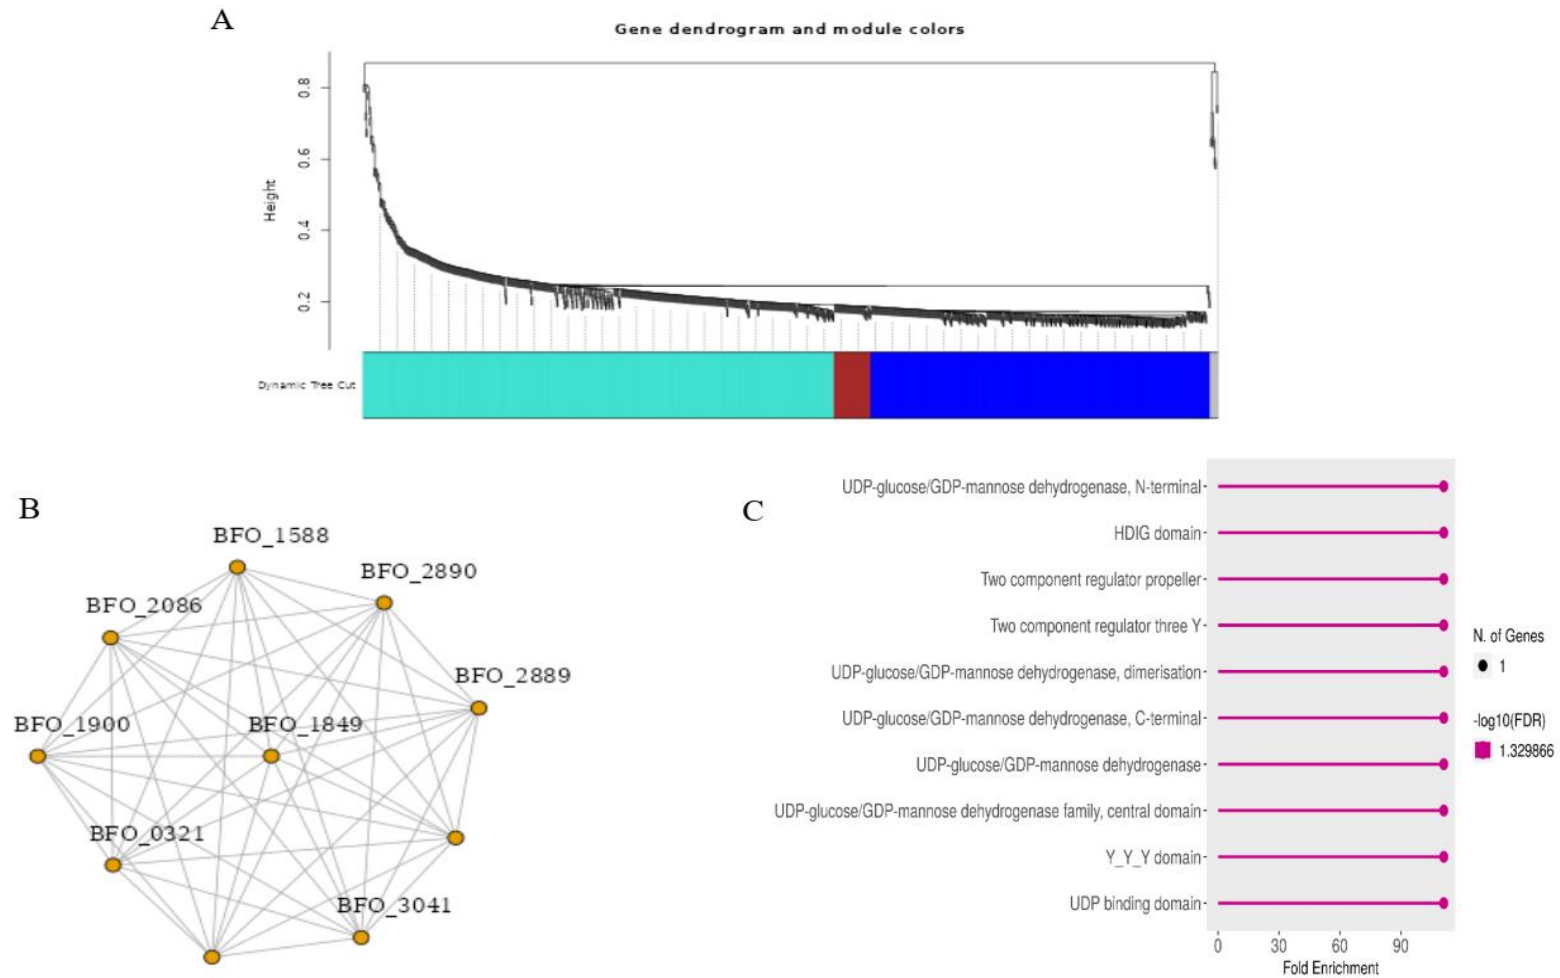 A
Gene dendrogram and module colors
Height
0.8
0.6
0.4
0.2
Dynamic Tree Cut
B
BFO_1588
BFO_2890
BFO_2086
BFO_2889
BFO_1900
BFO_1849
BFO_0321
BFO_3041
C
UDP-glucose/GDP-mannose dehydrogenase, N-terminal
HDIG domain
Two component regulator propeller
Two component regulator three Y
UDP-glucose/GDP-mannose dehydrogenase, dimerisation
UDP-glucose/GDP-mannose dehydrogenase, C-terminal
UDP-glucose/GDP-mannose dehydrogenase
UDP-glucose/GDP-mannose dehydrogenase family, central domain
Y_Y_Y domain
UDP binding domain
0 30 60 90
Fold Enrichment
N. of Genes
1
-log10(FDR)
1.329866